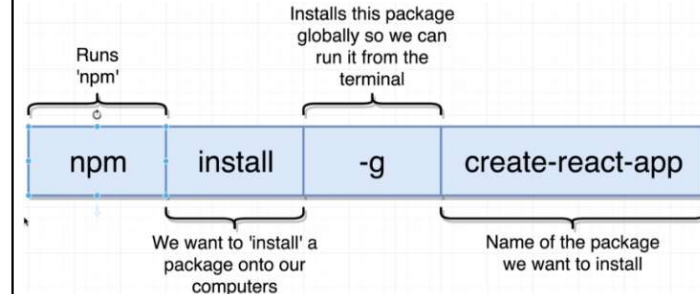 Installs this package
globally so we can
run it from the
terminal
Runs
'npm'
npm
install
-g
create-react-app
We want to 'install' a
package onto our
computers
Name of the package
we want to install